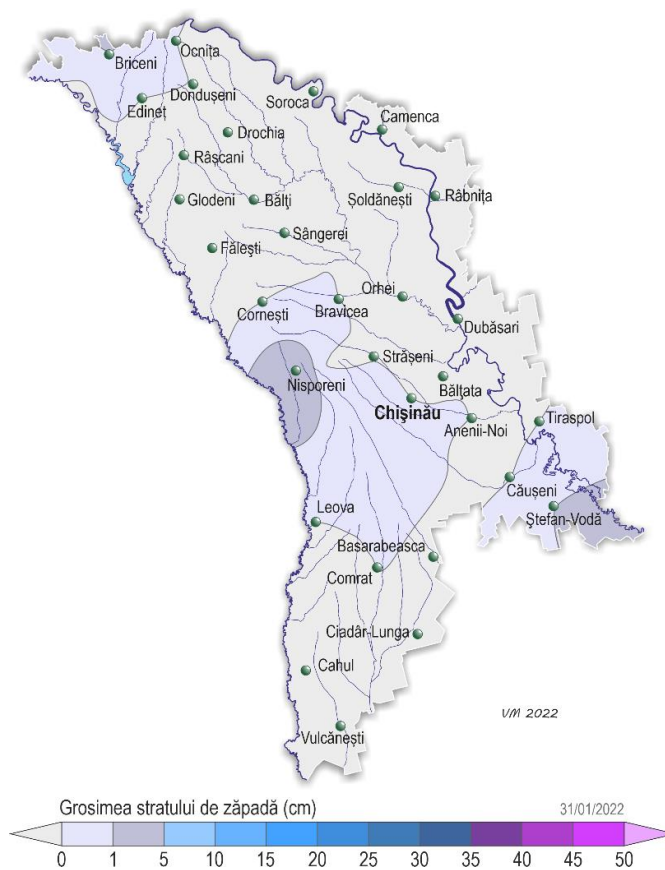 Ocnița
Briceni
Dondușeni
Edineț
Soroca
Camenca
Drochia
Râșcani
Glodeni
Bălți
Șoldănești
Râbnița
Sângerei
Fălești
Orhei
Cornești
Bravicea
Dubăsari
Strășeni
Nisporeni
Bălțata
Chișinău
Anenii-Noi
Tiraspol
Căușeni
Leova
Ștefan-Vodă
Basarabeasca
Comrat
Ciadâr-Lunga
Cahul
Vulcănești
VM 2022
Grosimea stratului de zăpadă (cm)
31/01/2022
0 1 5 10 15 20 25 30 35 40 45 50